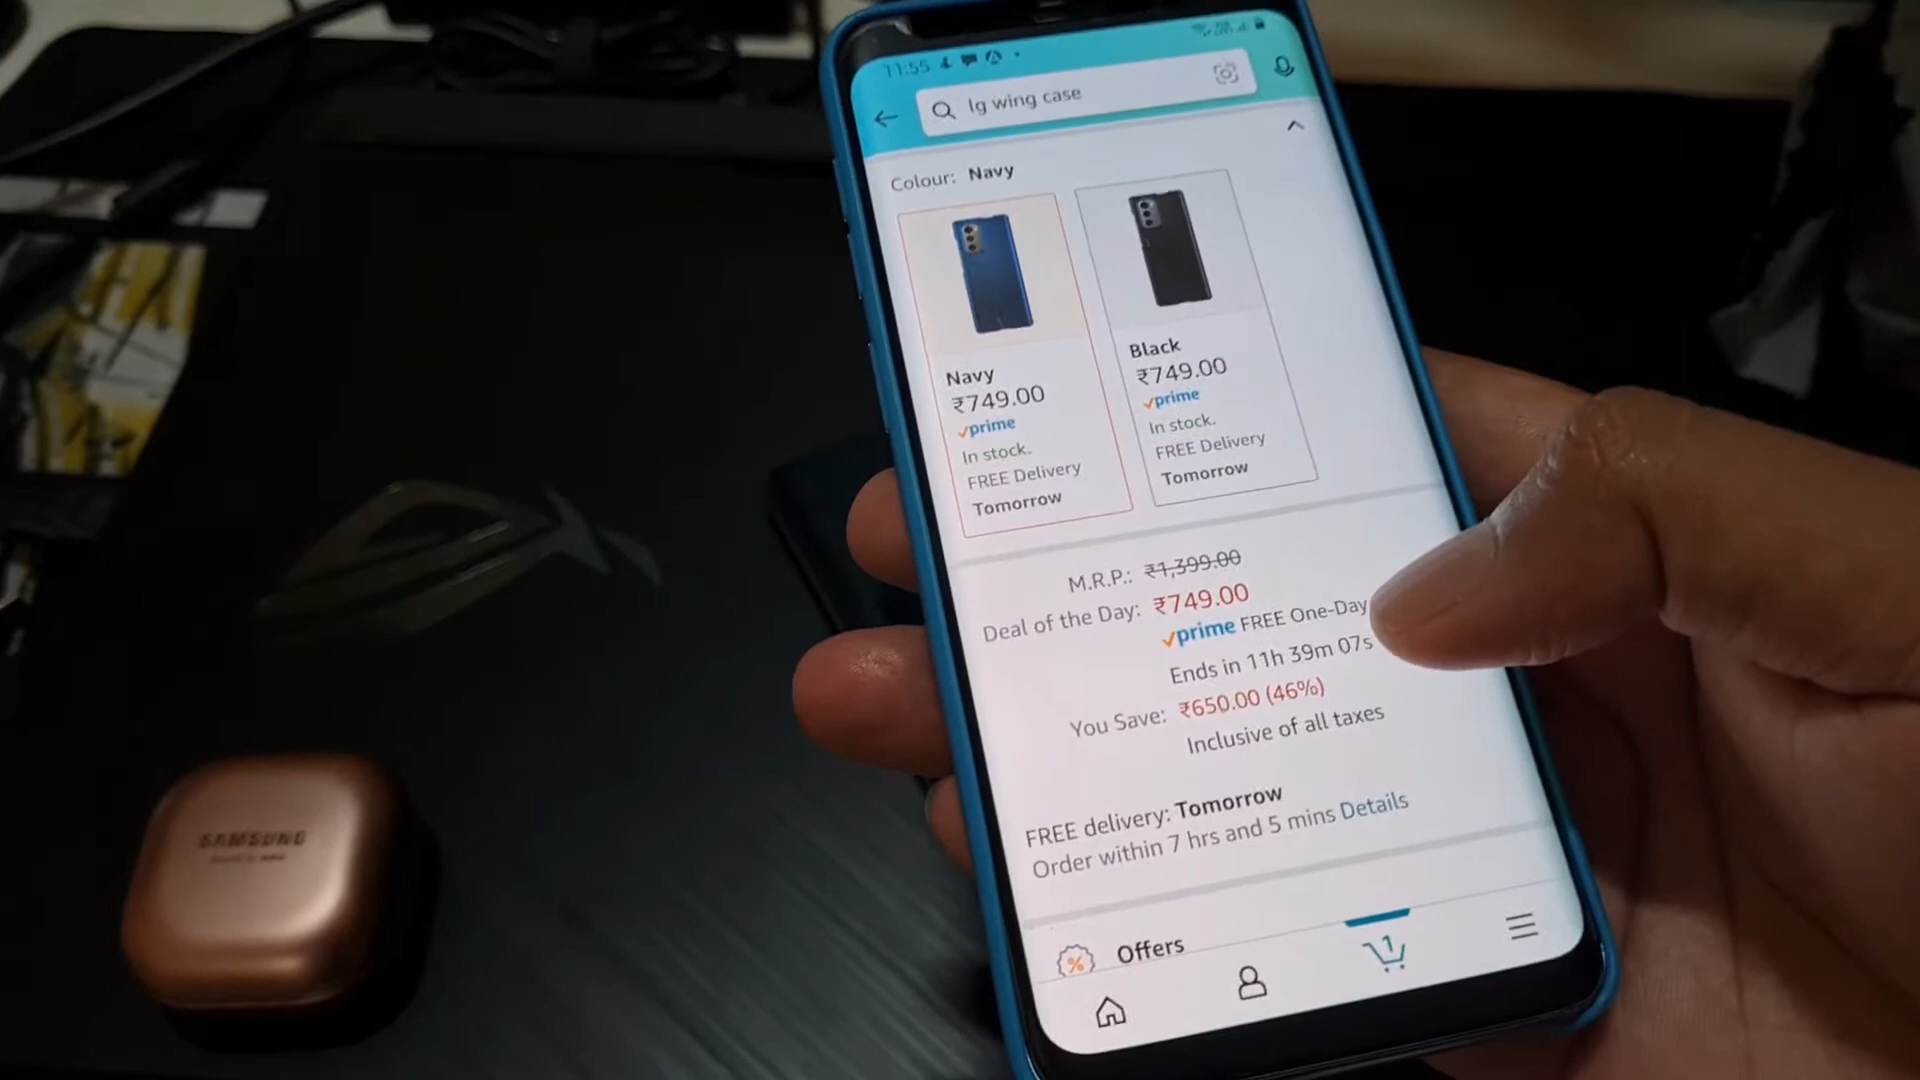 11:55
lg wing case
Colour: Navy
Navy
₹749.00
prime
In stock.
FREE Delivery
Tomorrow
Black
₹749.00
prime
In stock.
FREE Delivery
Tomorrow
M.R.P.: ₹1,399.00
Deal of the Day: ₹749.00
prime FREE One-Day
Ends in 11h 39m 07s
You Save: ₹650.00 (46%)
Inclusive of all taxes
FREE delivery: Tomorrow
Order within 7 hrs and 5 mins Details
% Offers
1
SAMSUNG